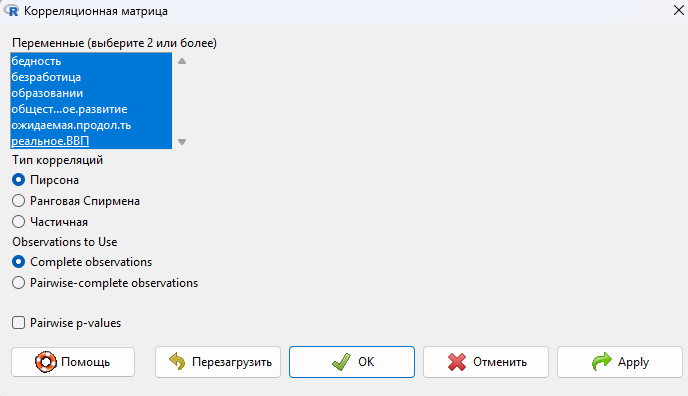 Корреляционная матрица
Переменные (выберите 2 или более)
бедность
безработица
образовании
общест...ое.развитие
ожидаемая.продол.ть
реальное.ВВП
Тип корреляций
Пирсона
Ранговая Спирмена
Частичная
Observations to Use
Complete observations
Pairwise-complete observations
Pairwise p-values
Помощь Перезагрузить OK Отменить Apply